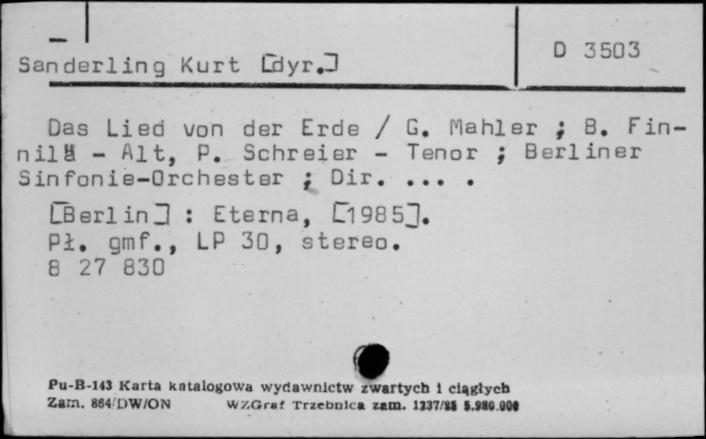 D 3503
Sanderling Kurt [dyr.]
Das Lied von der Erde / G. Mahler ; B. Fin-
nilä - Alt, P. Schreier - Tenor ; Berliner
Sinfonie-Orchester ; Dir. ... .
[Berlin] : Eterna, [1985].
Pł. gmf., LP 30, stereo.
8 27 830
Pu-B-143 Karta katalogowa wydawnictw zwartych i ciągłych
Zam. 864/DW/ON WZGraf Trzebnica zam. 1237/85 5.980.000